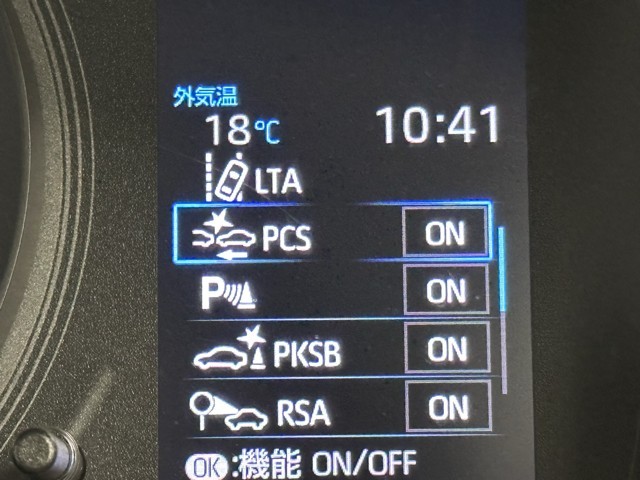 外気温
18℃ 10:41
LTA
PCS ON
P ON
PKSB ON
RSA ON
OK:機能 ON/OFF